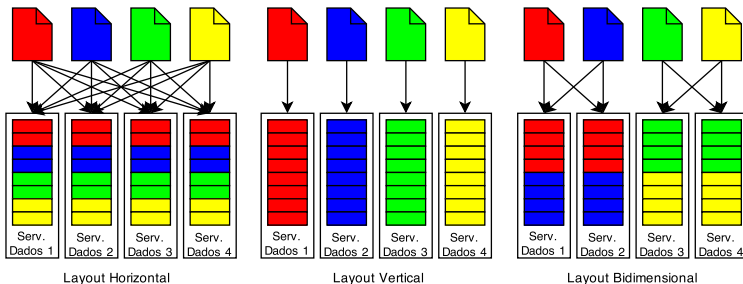 Serv. Serv. Serv. Serv. Serv. Serv. Serv. Serv. Serv. Serv. Serv. Serv.
Dados 1 Dados 2 Dados 3 Dados 4 Dados 1 Dados 2 Dados 3 Dados 4 Dados 1 Dados 2 Dados 3 Dados 4
Layout Horizontal Layout Vertical Layout Bidimensional